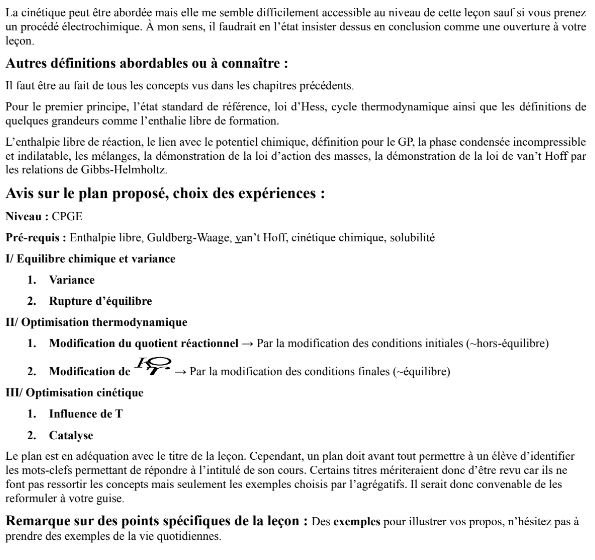 La cinétique peut être abordée mais elle me semble difficilement accessible au niveau de cette leçon sauf si vous prenez
un procédé électrochimique. À mon sens, il faudrait en l'état insister dessus en conclusion comme une ouverture à votre
leçon.
Autres définitions abordables ou à connaître :
Il faut être au fait de tous les concepts vus dans les chapitres précédents.
Pour le premier principe, l'état standard de référence, loi d'Hess, cycle thermodynamique ainsi que les définitions de
quelques grandeurs comme l'enthalie libre de formation.
L'enthalpie libre de réaction, le lien avec le potentiel chimique, définition pour le GP, la phase condensée incompressible
et indilatable, les mélanges, la démonstration de la loi d'action des masses, la démonstration de la loi de van't Hoff par
les relations de Gibbs-Helmholtz.
Avis sur le plan proposé, choix des expériences :
Niveau : CPGE
Pré-requis : Enthalpie libre, Guldberg-Waage, van't Hoff, cinétique chimique, solubilité
I/ Equilibre chimique et variance
1. Variance
2. Rupture d'équilibre
II/ Optimisation thermodynamique
1. Modification du quotient réactionnel → Par la modification des conditions initiales (~hors-équilibre)
2. Modification de → Par la modification des conditions finales (~équilibre)
III/ Optimisation cinétique
1. Influence de T
2. Catalyse
Le plan est en adéquation avec le titre de la leçon. Cependant, un plan doit avant tout permettre à un élève d'identifier
les mots-clefs permettant de répondre à l'intitulé de son cours. Certains titres mériteraient donc d'être revu car ils ne
font pas ressortir les concepts mais seulement les exemples choisis par l'agrégatifs. Il serait donc convenable de les
reformuler à votre guise.
Remarque sur des points spécifiques de la leçon : Des exemples pour illustrer vos propos, n'hésitez pas à
prendre des exemples de la vie quotidiennes.